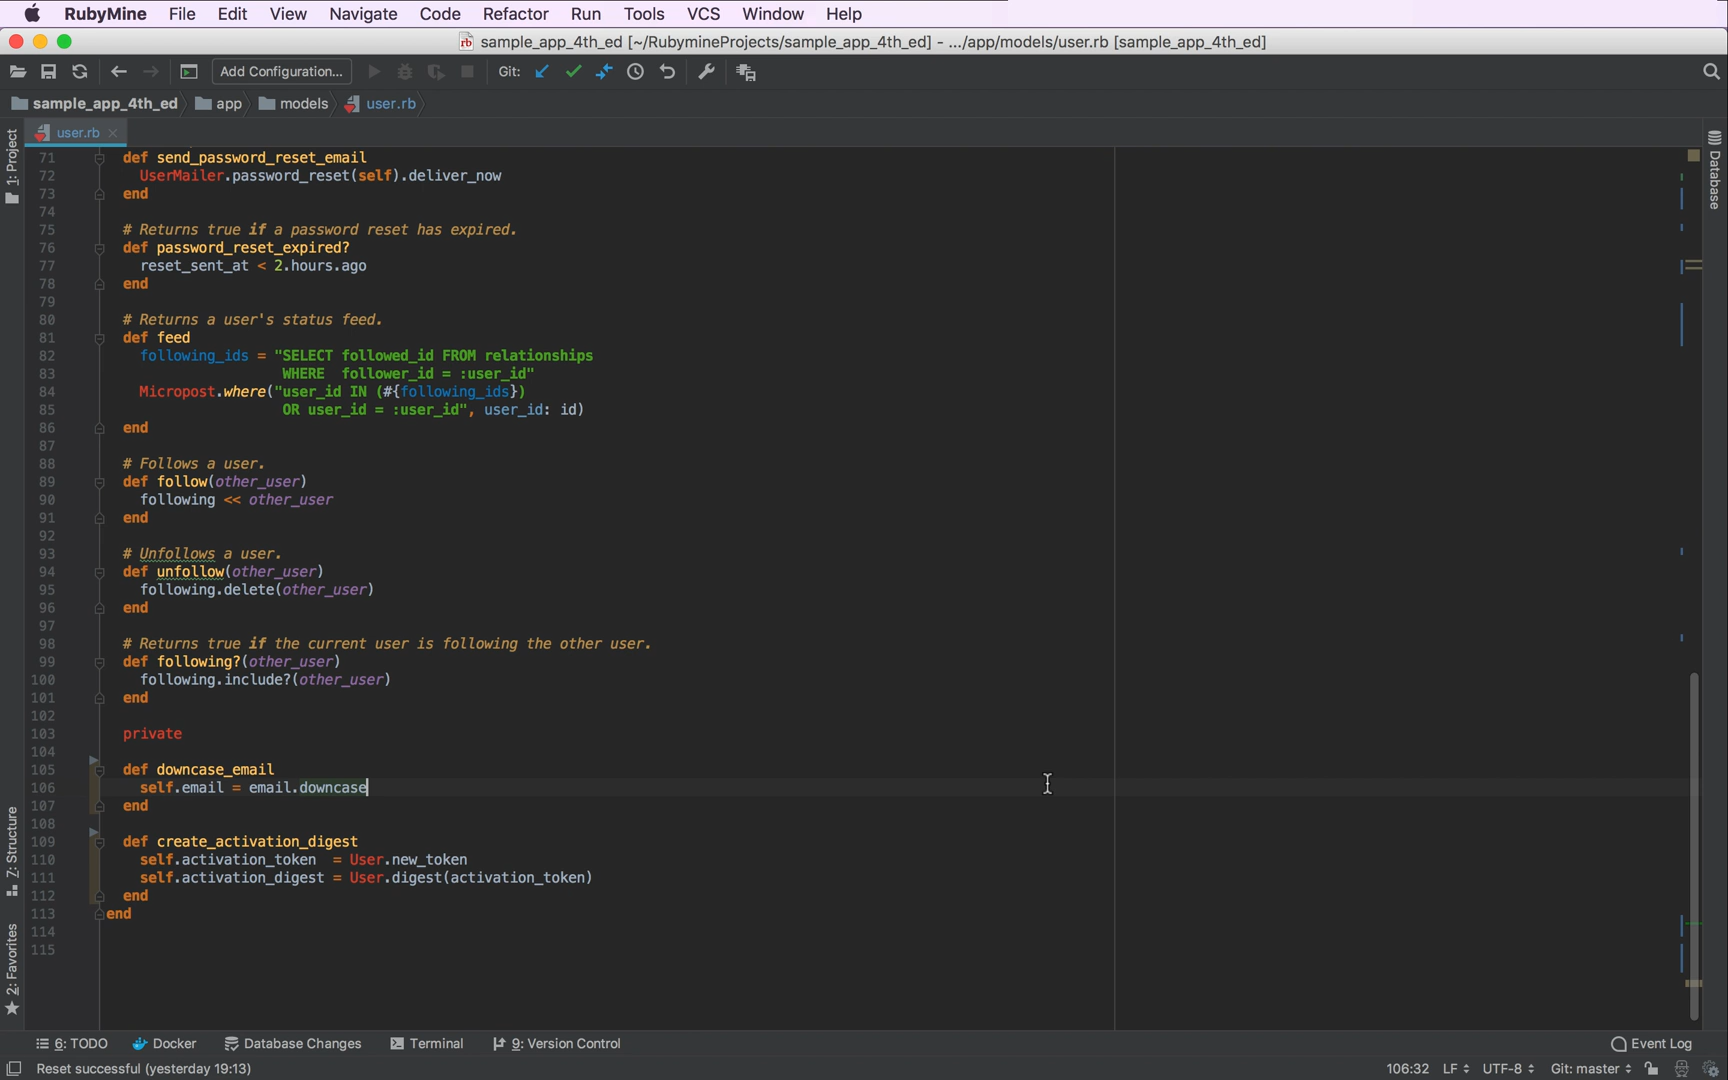 RubyMine File Edit View Navigate Code Refactor Run Tools VCS Window Help
sample_app_4th_ed [~/RubymineProjects/sample_app_4th_ed] - .../app/models/user.rb [sample_app_4th_ed]
Add Configuration... Git:
sample_app_4th_ed app models user.rb
user.rb
1: Project
Database
71 def send_password_reset_email
72 UserMailer.password_reset(self).deliver_now
73 end
74
75 # Returns true if a password reset has expired.
76 def password_reset_expired?
77 reset_sent_at < 2.hours.ago
78 end
79
80 # Returns a user's status feed.
81 def feed
82 following_ids = "SELECT followed_id FROM relationships
83 WHERE follower_id = :user_id"
84 Micropost.where("user_id IN (#{following_ids})
85 OR user_id = :user_id", user_id: id)
86 end
87
88 # Follows a user.
89 def follow(other_user)
90 following << other_user
91 end
92
93 # Unfollows a user.
94 def unfollow(other_user)
95 following.delete(other_user)
96 end
97
98 # Returns true if the current user is following the other user.
99 def following?(other_user)
100 following.include?(other_user)
101 end
102
103 private
104
105 def downcase_email
106 self.email = email.downcase
107 end
108
109 def create_activation_digest
110 self.activation_token = User.new_token
111 self.activation_digest = User.digest(activation_token)
112 end
113 end
114
115
7: Structure
2: Favorites
6: TODO Docker Database Changes Terminal 9: Version Control Event Log
Reset successful (yesterday 19:13) 106:32 LF UTF-8 Git: master